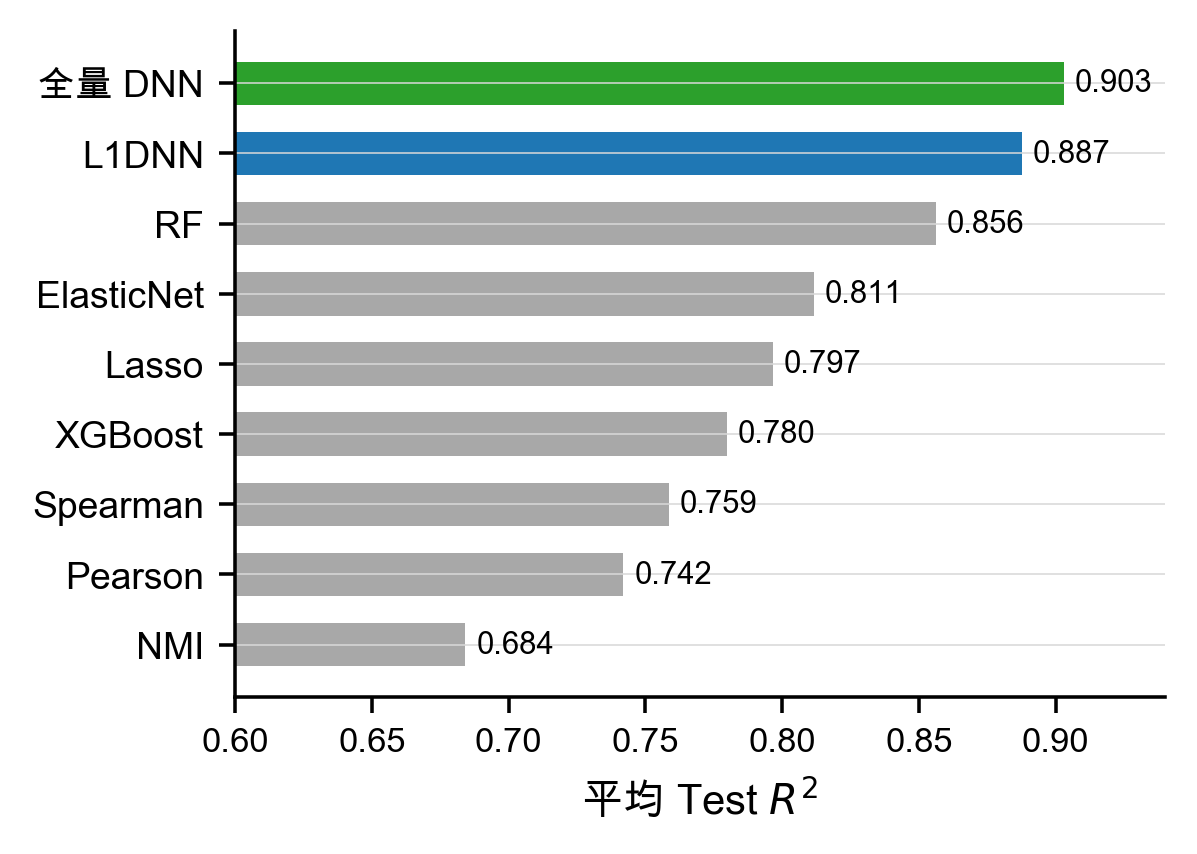 全量 DNN 0.903
L1DNN 0.887
RF 0.856
ElasticNet 0.811
Lasso 0.797
XGBoost 0.780
Spearman 0.759
Pearson 0.742
NMI 0.684
0.60 0.65 0.70 0.75 0.80 0.85 0.90
平均 Test R²